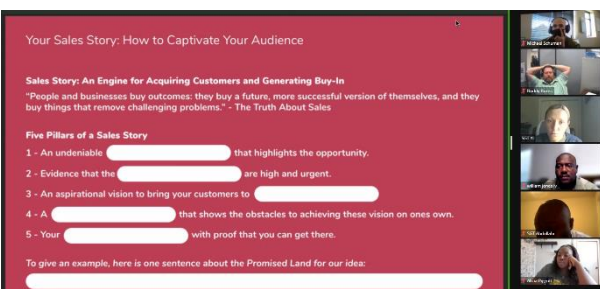 Your Sales Story: How to Captivate Your Audience
Sales Story: An Engine for Acquiring Customers and Generating Buy-In
“People and businesses buy outcomes: they buy a future, more successful version of themselves, and they
buy things that remove challenging problems.” - The Truth About Sales
Five Pillars of a Sales Story
1 - An undeniable that highlights the opportunity.
2 - Evidence that the are high and urgent.
3 - An aspirational vision to bring your customers to
4 - A that shows the obstacles to achieving these vision on ones own.
5 - Your with proof that you can get there.
To give an example, here is one sentence about the Promised Land for our idea:
Michael Schuman
william